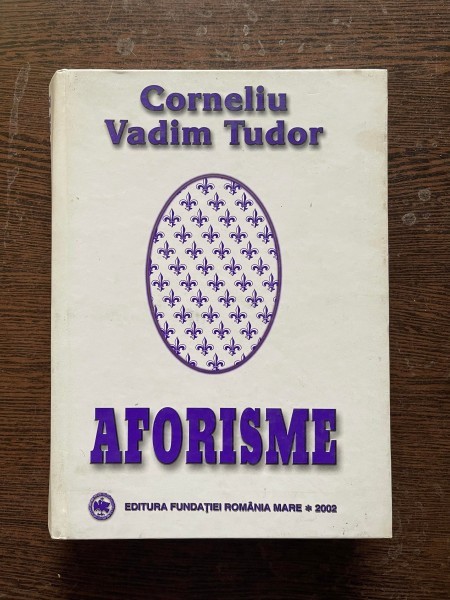 Corneliu
Vadim Tudor
AFORISME
EDITURA FUNDAȚIEI ROMÂNIA MARE * 2002